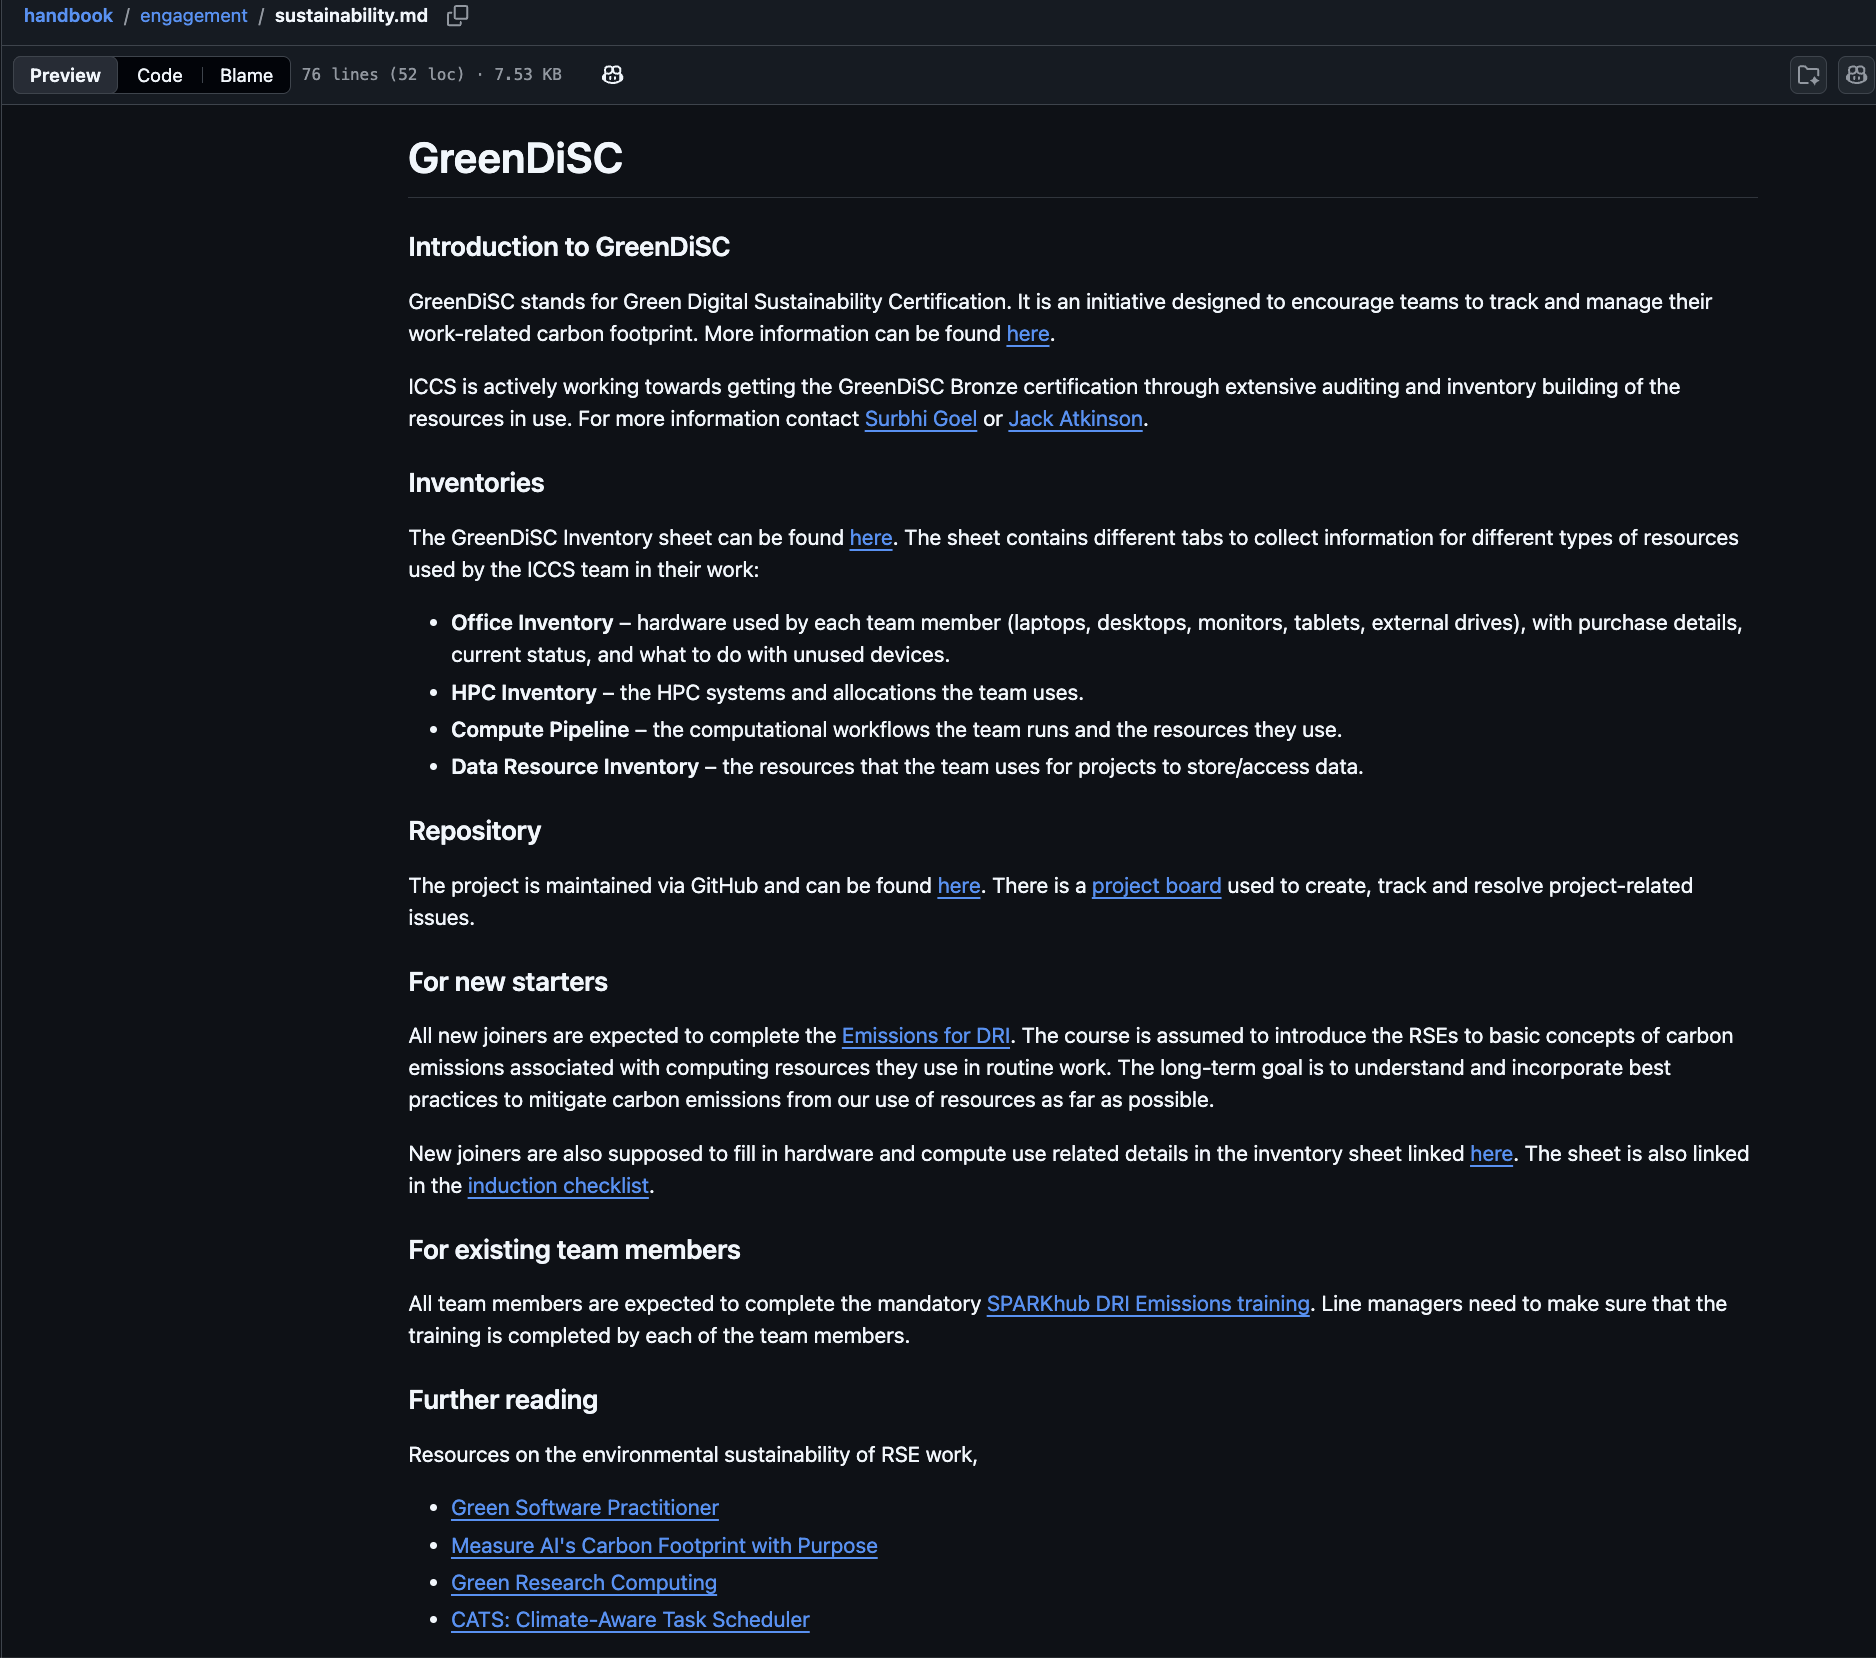 handbook / engagement / sustainability.md
Preview Code Blame 76 lines (52 loc) · 7.53 KB
GreenDiSC
Introduction to GreenDiSC
GreenDiSC stands for Green Digital Sustainability Certification. It is an initiative designed to encourage teams to track and manage their
work-related carbon footprint. More information can be found here.
ICCS is actively working towards getting the GreenDiSC Bronze certification through extensive auditing and inventory building of the
resources in use. For more information contact Surbhi Goel or Jack Atkinson.
Inventories
The GreenDiSC Inventory sheet can be found here. The sheet contains different tabs to collect information for different types of resources
used by the ICCS team in their work:
• Office Inventory – hardware used by each team member (laptops, desktops, monitors, tablets, external drives), with purchase details,
current status, and what to do with unused devices.
• HPC Inventory – the HPC systems and allocations the team uses.
• Compute Pipeline – the computational workflows the team runs and the resources they use.
• Data Resource Inventory – the resources that the team uses for projects to store/access data.
Repository
The project is maintained via GitHub and can be found here. There is a project board used to create, track and resolve project-related
issues.
For new starters
All new joiners are expected to complete the Emissions for DRI. The course is assumed to introduce the RSEs to basic concepts of carbon
emissions associated with computing resources they use in routine work. The long-term goal is to understand and incorporate best
practices to mitigate carbon emissions from our use of resources as far as possible.
New joiners are also supposed to fill in hardware and compute use related details in the inventory sheet linked here. The sheet is also linked
in the induction checklist.
For existing team members
All team members are expected to complete the mandatory SPARKhub DRI Emissions training. Line managers need to make sure that the
training is completed by each of the team members.
Further reading
Resources on the environmental sustainability of RSE work,
• Green Software Practitioner
• Measure AI's Carbon Footprint with Purpose
• Green Research Computing
• CATS: Climate-Aware Task Scheduler